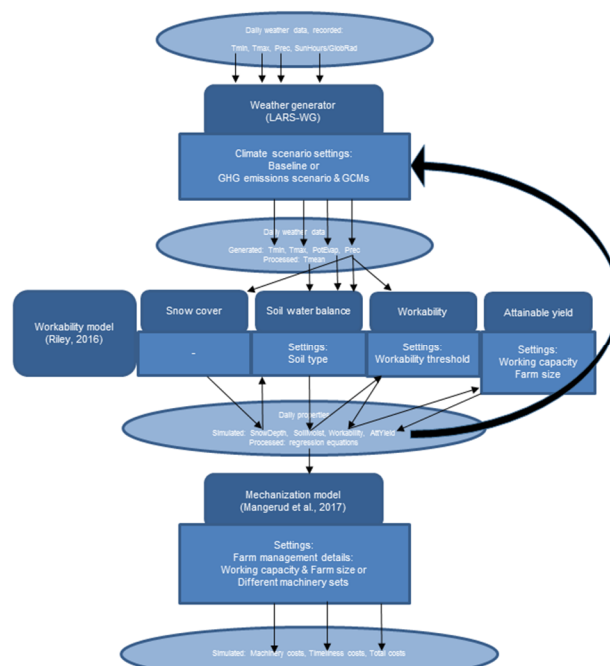 Daily weather data, recorded:
Tmin, Tmax, Prec, SunHours/GlobRad
Weather generator
(LARS-WG)
Climate scenario settings:
Baseline or
GHG emissions scenario & GCMs
Daily weather data
Generated: Tmin, Tmax, PotEvap, Prec
Processed: Tmean
Workability model
(Riley, 2016)
Snow cover
-
Soil water balance
Settings:
Soil type
Workability
Settings:
Workability threshold
Attainable yield
Settings:
Working capacity
Farm size
Daily properties
Simulated: SnowDepth, SoilMoist, Workability, AttYield
Processed: regression equations
Mechanization model
(Mangerud et al., 2017)
Settings:
Farm management details:
Working capacity & Farm size or
Different machinery sets
Simulated: Machinery costs, Timeliness costs, Total costs